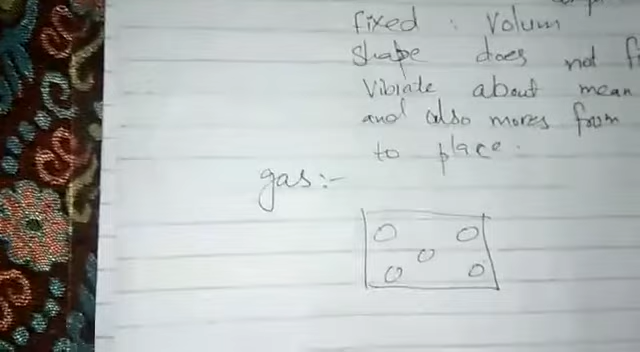 fixed : Volum
shape does not
Vibrate about mean
and also moves from
to place.
gas:-